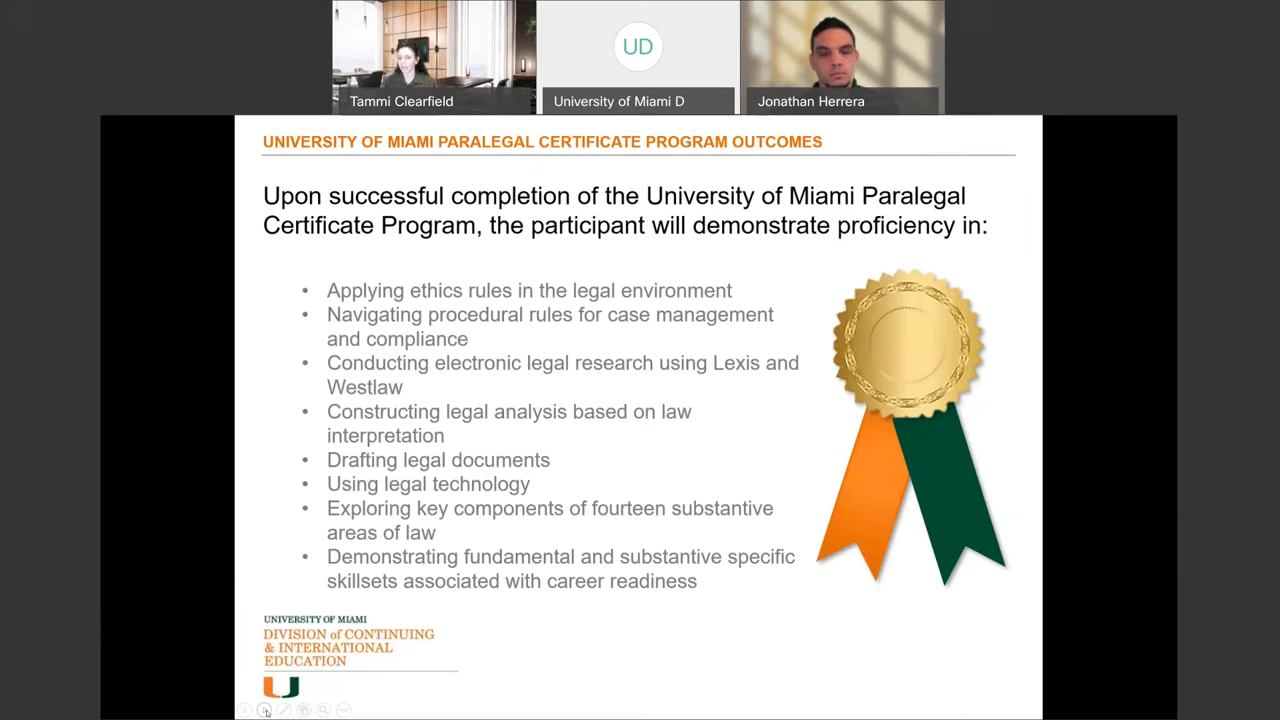 UD
Tammi Clearfield
University of Miami D
Jonathan Herrera
UNIVERSITY OF MIAMI PARALEGAL CERTIFICATE PROGRAM OUTCOMES
Upon successful completion of the University of Miami Paralegal
Certificate Program, the participant will demonstrate proficiency in:
• Applying ethics rules in the legal environment
• Navigating procedural rules for case management
and compliance
• Conducting electronic legal research using Lexis and
Westlaw
• Constructing legal analysis based on law
interpretation
• Drafting legal documents
• Using legal technology
• Exploring key components of fourteen substantive
areas of law
• Demonstrating fundamental and substantive specific
skillsets associated with career readiness
UNIVERSITY OF MIAMI
DIVISION of CONTINUING
& INTERNATIONAL
EDUCATION